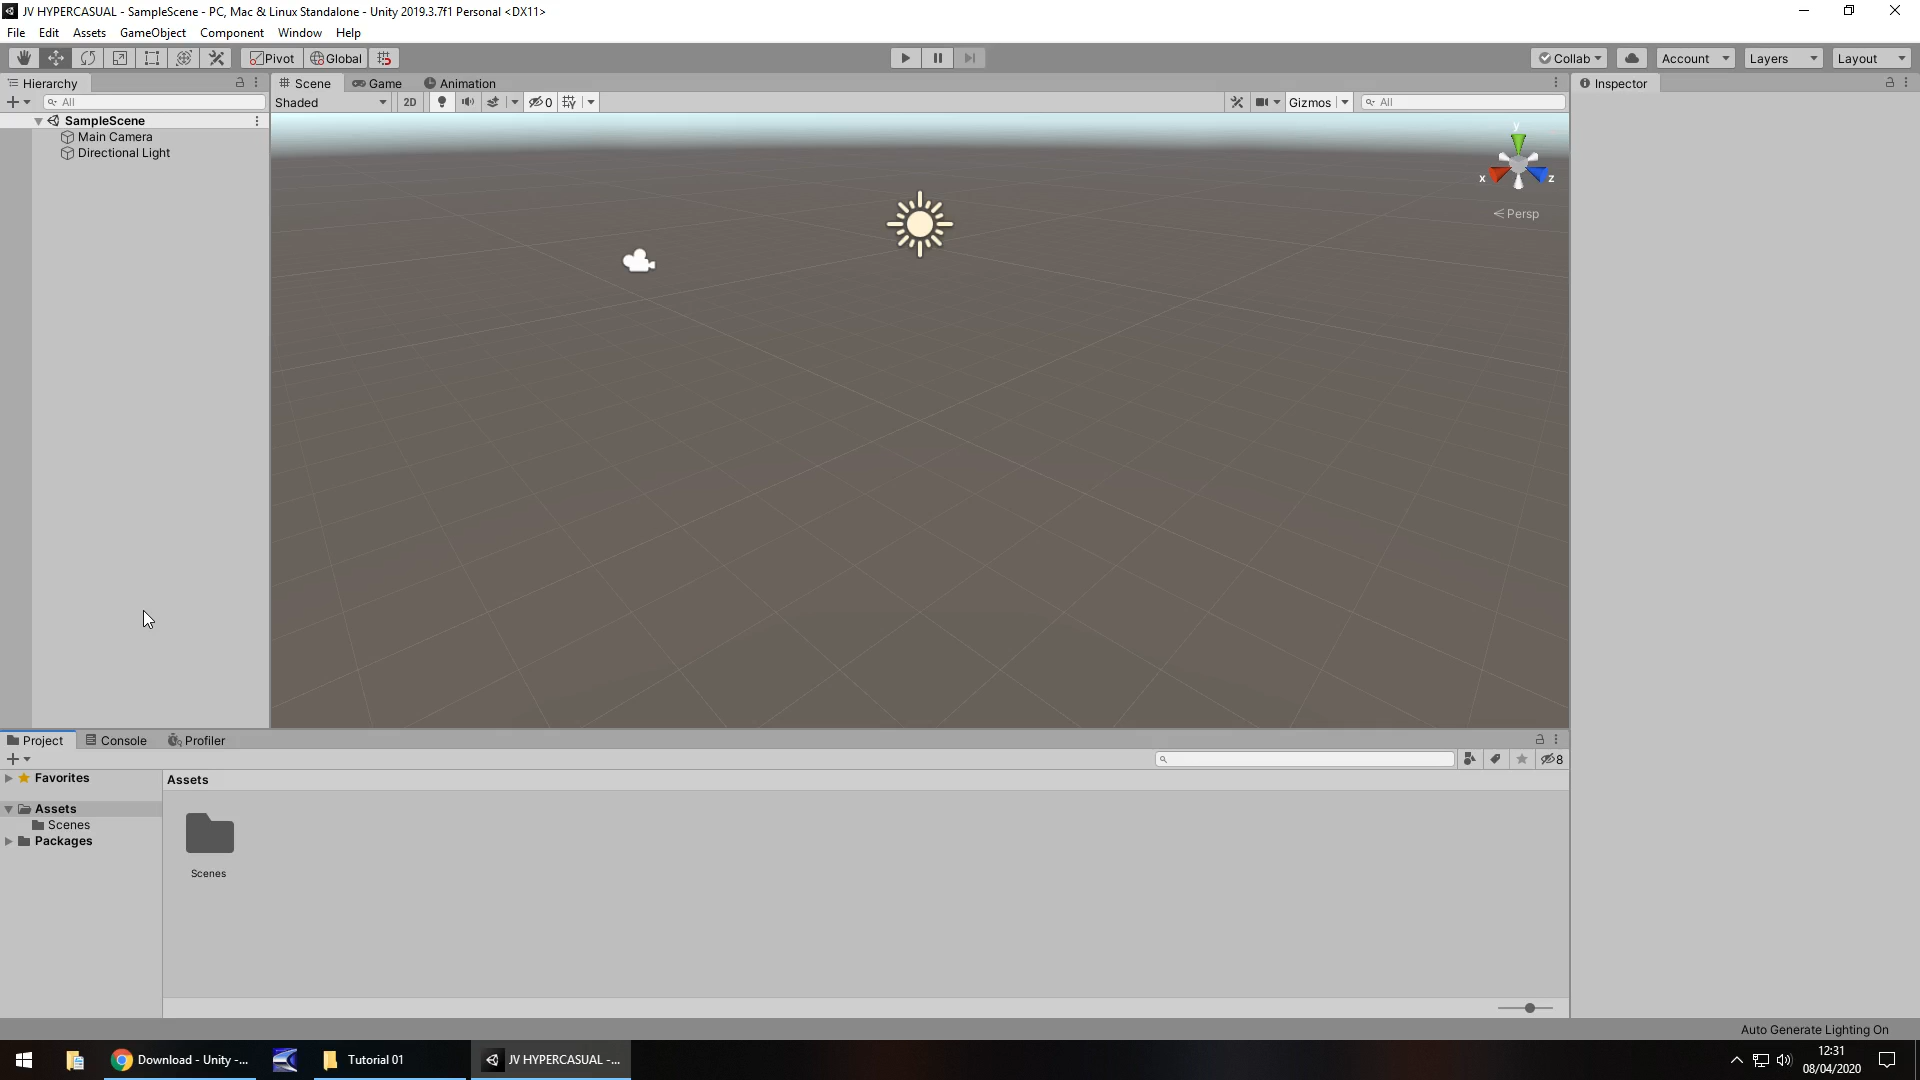 JV HYPERCASUAL - SampleScene - PC, Mac & Linux Standalone - Unity 2019.3.7f1 Personal <DX11>
File Edit Assets GameObject Component Window Help
Pivot Global Collab Account Layers Layout
Hierarchy Scene Game Animation Inspector
All Shaded 2D 0 Gizmos All
SampleScene
Main Camera
Directional Light
y
x z
Persp
Project Console Profiler
8
Favorites Assets
Assets
Scenes
Packages
Scenes
Auto Generate Lighting On
Download - Unity -... Tutorial 01 JV HYPERCASUAL -...
12:31
08/04/2020